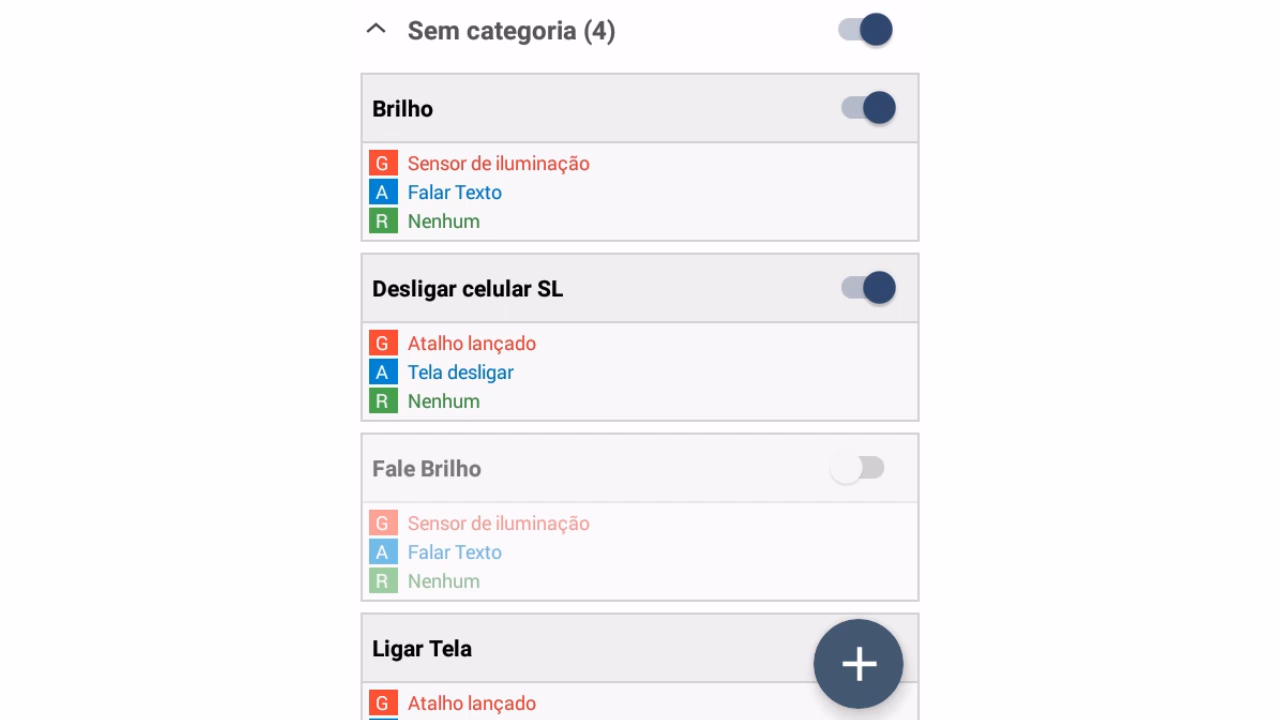 Sem categoria (4)
Brilho
G Sensor de iluminação
A Falar Texto
R Nenhum
Desligar celular SL
G Atalho lançado
A Tela desligar
R Nenhum
Fale Brilho
G Sensor de iluminação
A Falar Texto
R Nenhum
Ligar Tela
G Atalho lançado